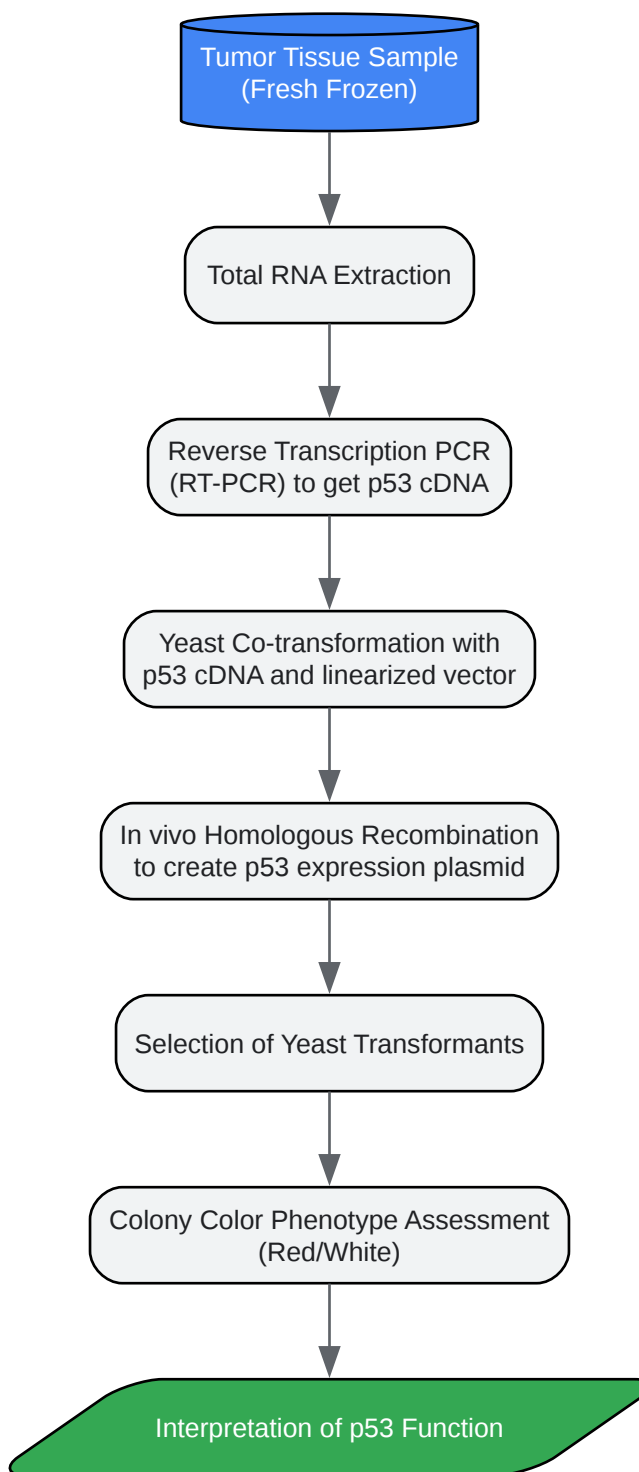 Tumor Tissue Sample
(Fresh Frozen)
Total RNA Extraction
Reverse Transcription PCR
(RT-PCR) to get p53 cDNA
Yeast Co-transformation with
p53 cDNA and linearized vector
In vivo Homologous Recombination
to create p53 expression plasmid
Selection of Yeast Transformants
Colony Color Phenotype Assessment
(Red/White)
Interpretation of p53 Function